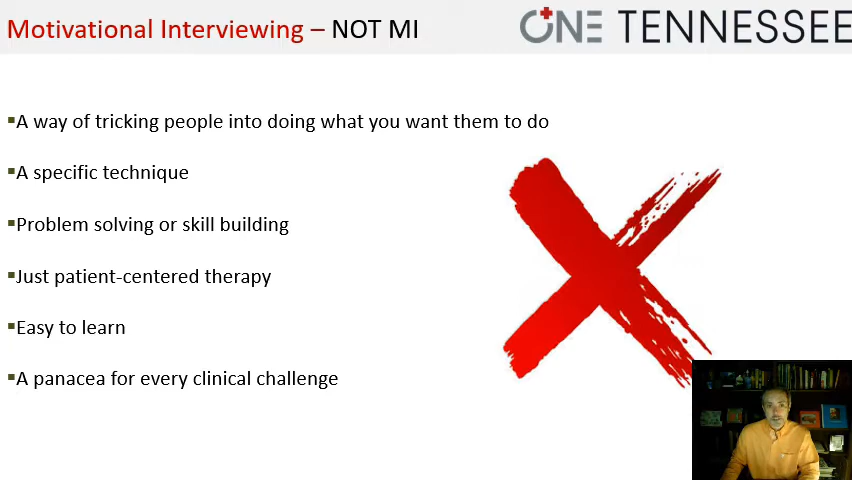 Motivational Interviewing – NOT MI
ONE TENNESSEE
▪A way of tricking people into doing what you want them to do
▪A specific technique
▪Problem solving or skill building
▪Just patient-centered therapy
▪Easy to learn
▪A panacea for every clinical challenge